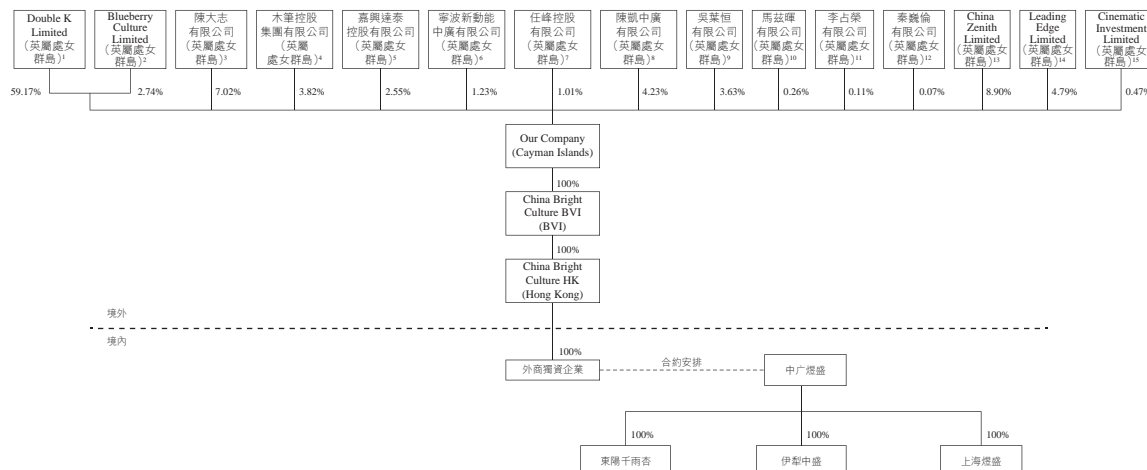 Double K
Limited
（英屬處女
群島）1
Blueberry
Culture
Limited
（英屬處女
群島）2
陳大志
有限公司
（英屬處女
群島）3
木筆控股
集團有限公司
（英屬
處女群島）4
嘉興達泰
控股有限公司
（英屬處女
群島）5
寧波新動能
中廣有限公司
（英屬處女
群島）6
任峰控股
有限公司
（英屬處女
群島）7
陳凱中廣
有限公司
（英屬處女
群島）8
吳葉恒
有限公司
（英屬處女
群島）9
馬茲暉
有限公司
（英屬處女
群島）10
李占榮
有限公司
（英屬處女
群島）11
秦巍倫
有限公司
（英屬處女
群島）12
China
Zenith
Limited
（英屬處女
群島）13
Leading
Edge
Limited
（英屬處女
群島）14
Cinematic
Investment
Limited
（英屬處女
群島）15
59.17%
2.74%
7.02%
3.82%
2.55%
1.23%
1.01%
4.23%
3.63%
0.26%
0.11%
0.07%
8.90%
4.79%
0.47%
Our Company
(Cayman Islands)
100%
China Bright
Culture BVI
(BVI)
100%
China Bright
Culture HK
(Hong Kong)
境外
境內
100%
外商獨資企業
合約安排
中广煜盛
100%
100%
100%
東陽千雨杏
伊犁中盛
上海煜盛